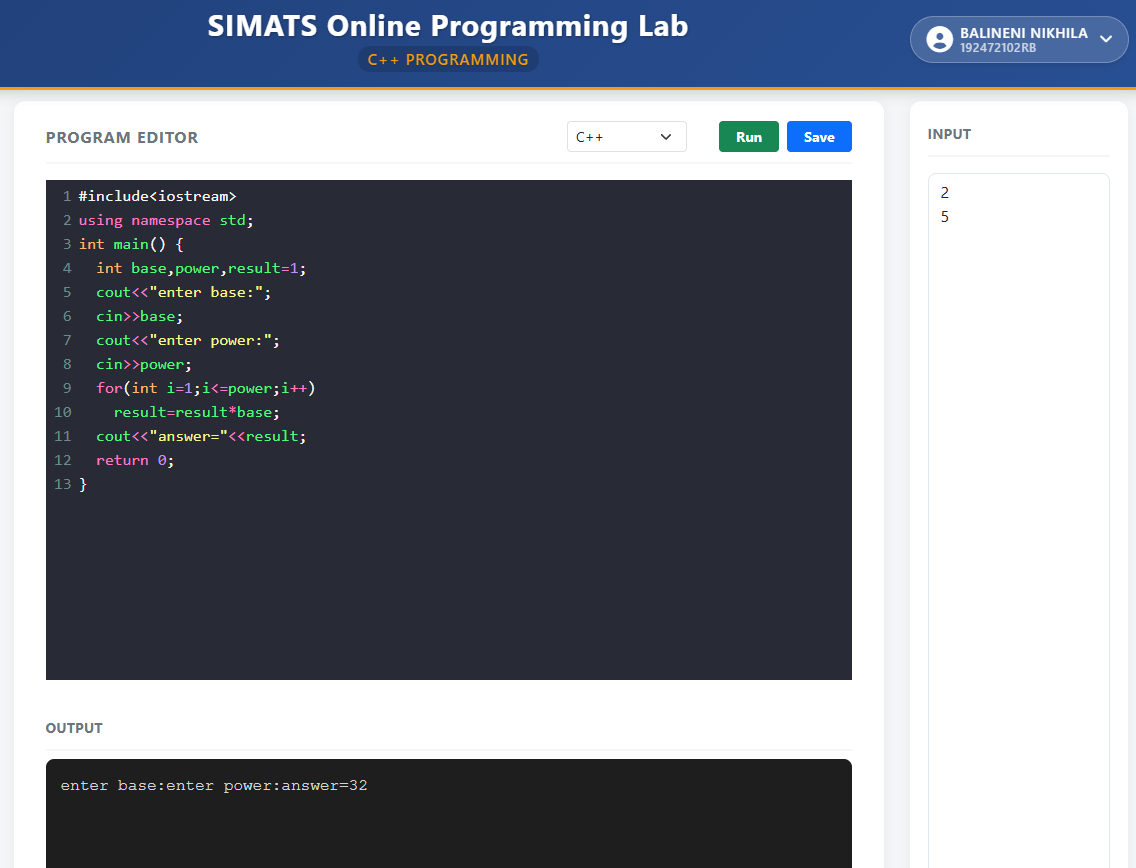 SIMATS Online Programming Lab
C++ PROGRAMMING
BALINENI NIKHILA
192472102RB
PROGRAM EDITOR
C++
Run
Save
1 #include<iostream>
2 using namespace std;
3 int main() {
4   int base,power,result=1;
5   cout<<"enter base:";
6   cin>>base;
7   cout<<"enter power:";
8   cin>>power;
9   for(int i=1;i<=power;i++)
10     result=result*base;
11   cout<<"answer="<<result;
12   return 0;
13 }
OUTPUT
enter base:enter power:answer=32
INPUT
2
5